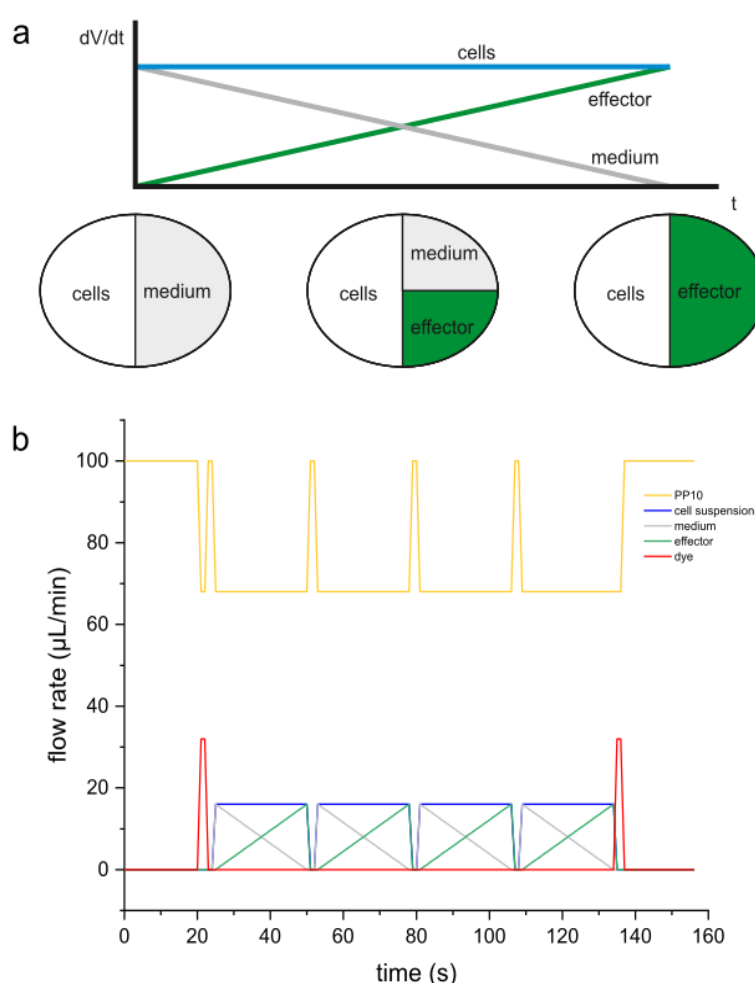 a
dV/dt
cells
effector
medium
t
cells
medium
cells
medium
effector
cells
effector
b
100
80
60
40
20
0
flow rate (µL/min)
PP10
cell suspension
medium
effector
dye
0 20 40 60 80 100 120 140 160
time (s)